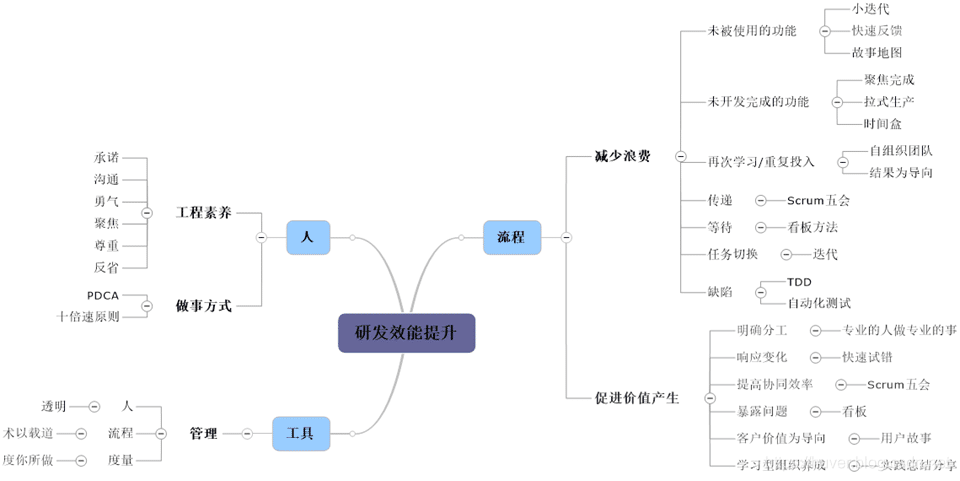 研发效能提升
人
工程素养
承诺
沟通
勇气
聚焦
尊重
反省
做事方式
PDCA
十倍速原则
流程
减少浪费
未被使用的功能
小迭代
快速反馈
故事地图
未开发完成的功能
聚焦完成
拉式生产
时间盒
再次学习/重复投入
自组织团队
结果为导向
传递
Scrum五会
等待
看板方法
任务切换
迭代
缺陷
TDD
自动化测试
促进价值产生
明确分工
专业的人做专业的事
响应变化
快速试错
提高协同效率
Scrum五会
暴露问题
看板
客户价值为导向
用户故事
学习型组织养成
实践总结分享
工具
管理
人
透明
流程
术以载道
度量
度你所做